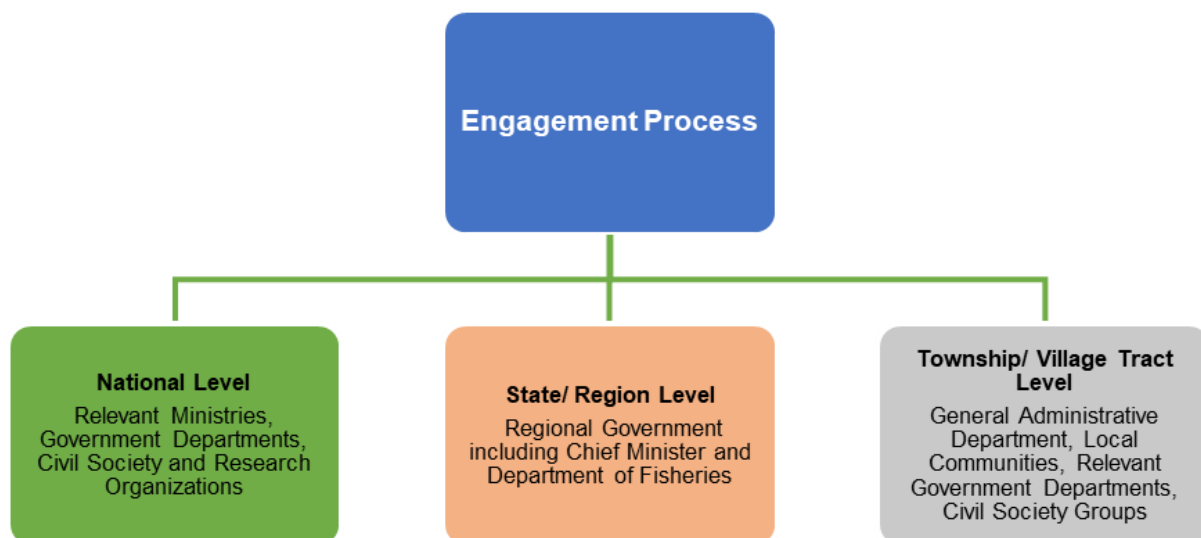 Engagement Process
National Level
Relevant Ministries,
Government Departments,
Civil Society and Research
Organizations
State/ Region Level
Regional Government
including Chief Minister and
Department of Fisheries
Township/ Village Tract
Level
General Administrative
Department, Local
Communities, Relevant
Government Departments,
Civil Society Groups